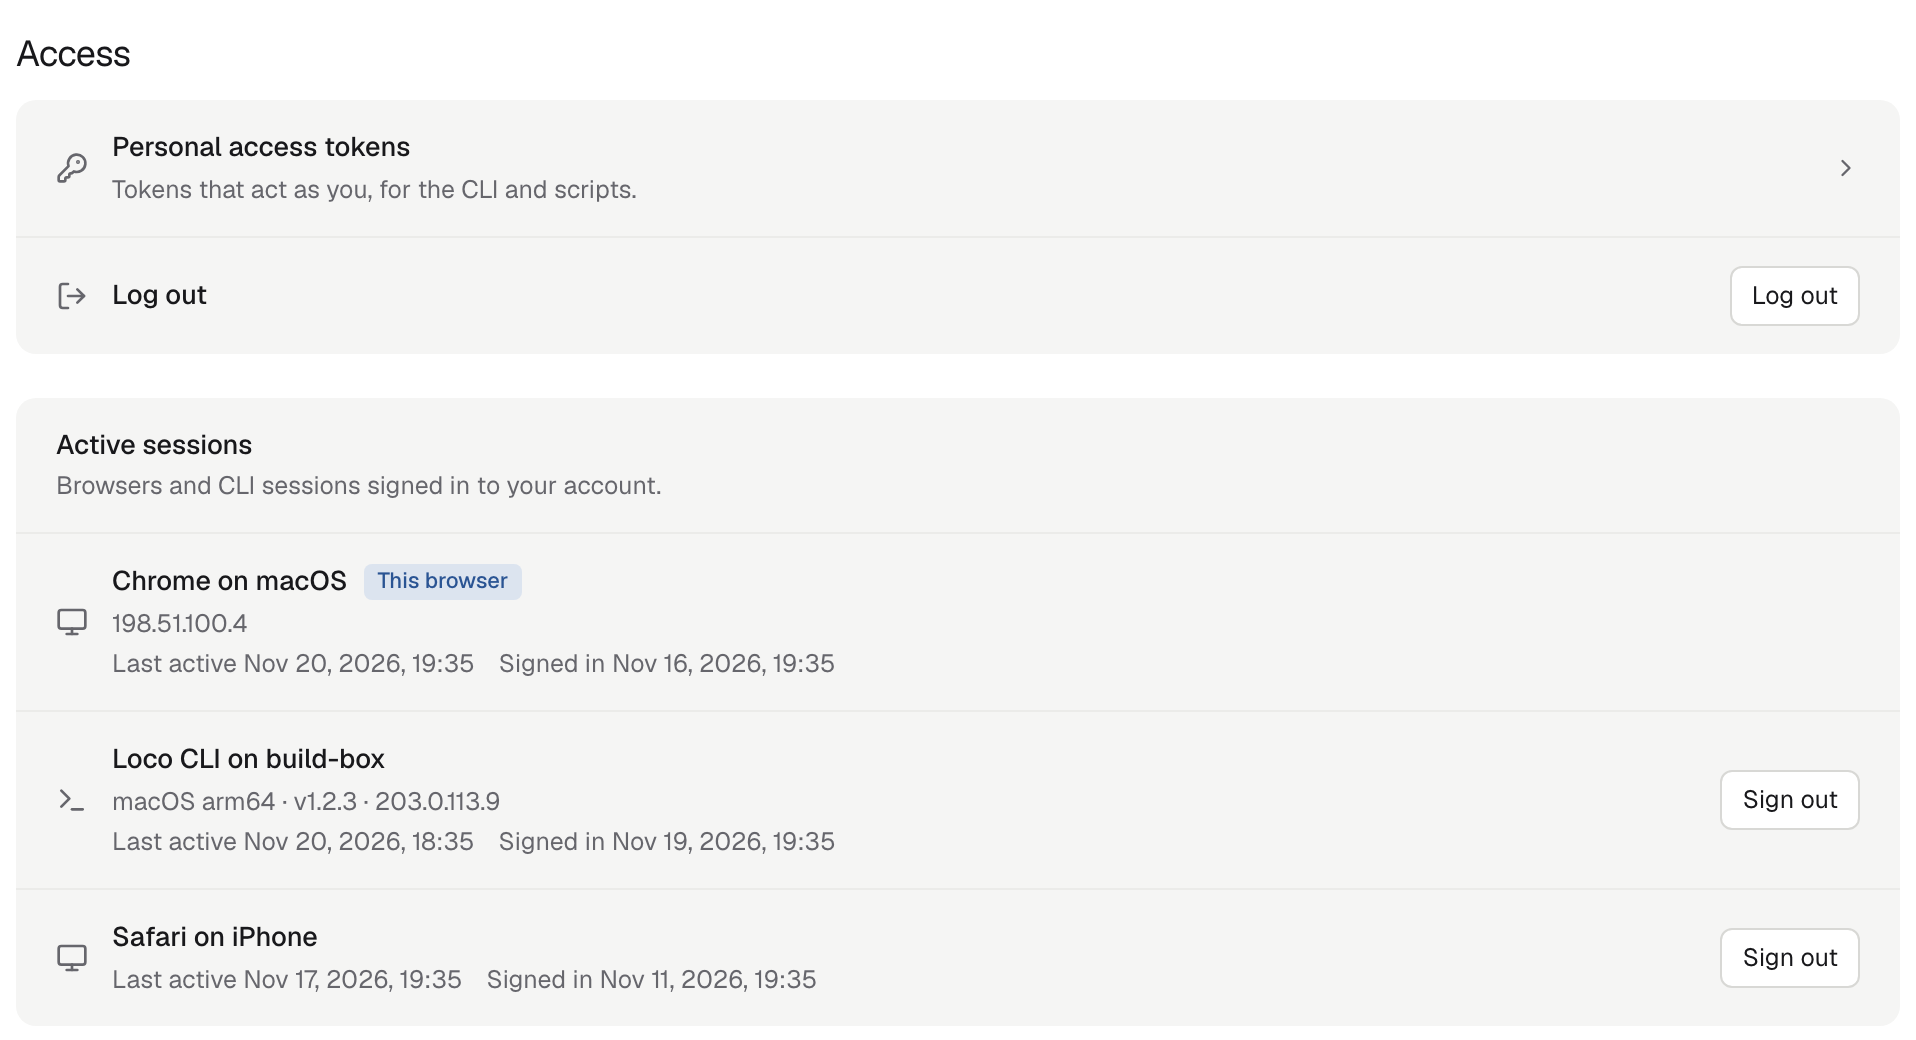 Access
Personal access tokens
Tokens that act as you, for the CLI and scripts.
Log out
Log out
Active sessions
Browsers and CLI sessions signed in to your account.
Chrome on macOS This browser
198.51.100.4
Last active Nov 20, 2026, 19:35 Signed in Nov 16, 2026, 19:35
Loco CLI on build-box
macOS arm64 · v1.2.3 · 203.0.113.9
Sign out
Last active Nov 20, 2026, 18:35 Signed in Nov 19, 2026, 19:35
Safari on iPhone
Sign out
Last active Nov 17, 2026, 19:35 Signed in Nov 11, 2026, 19:35